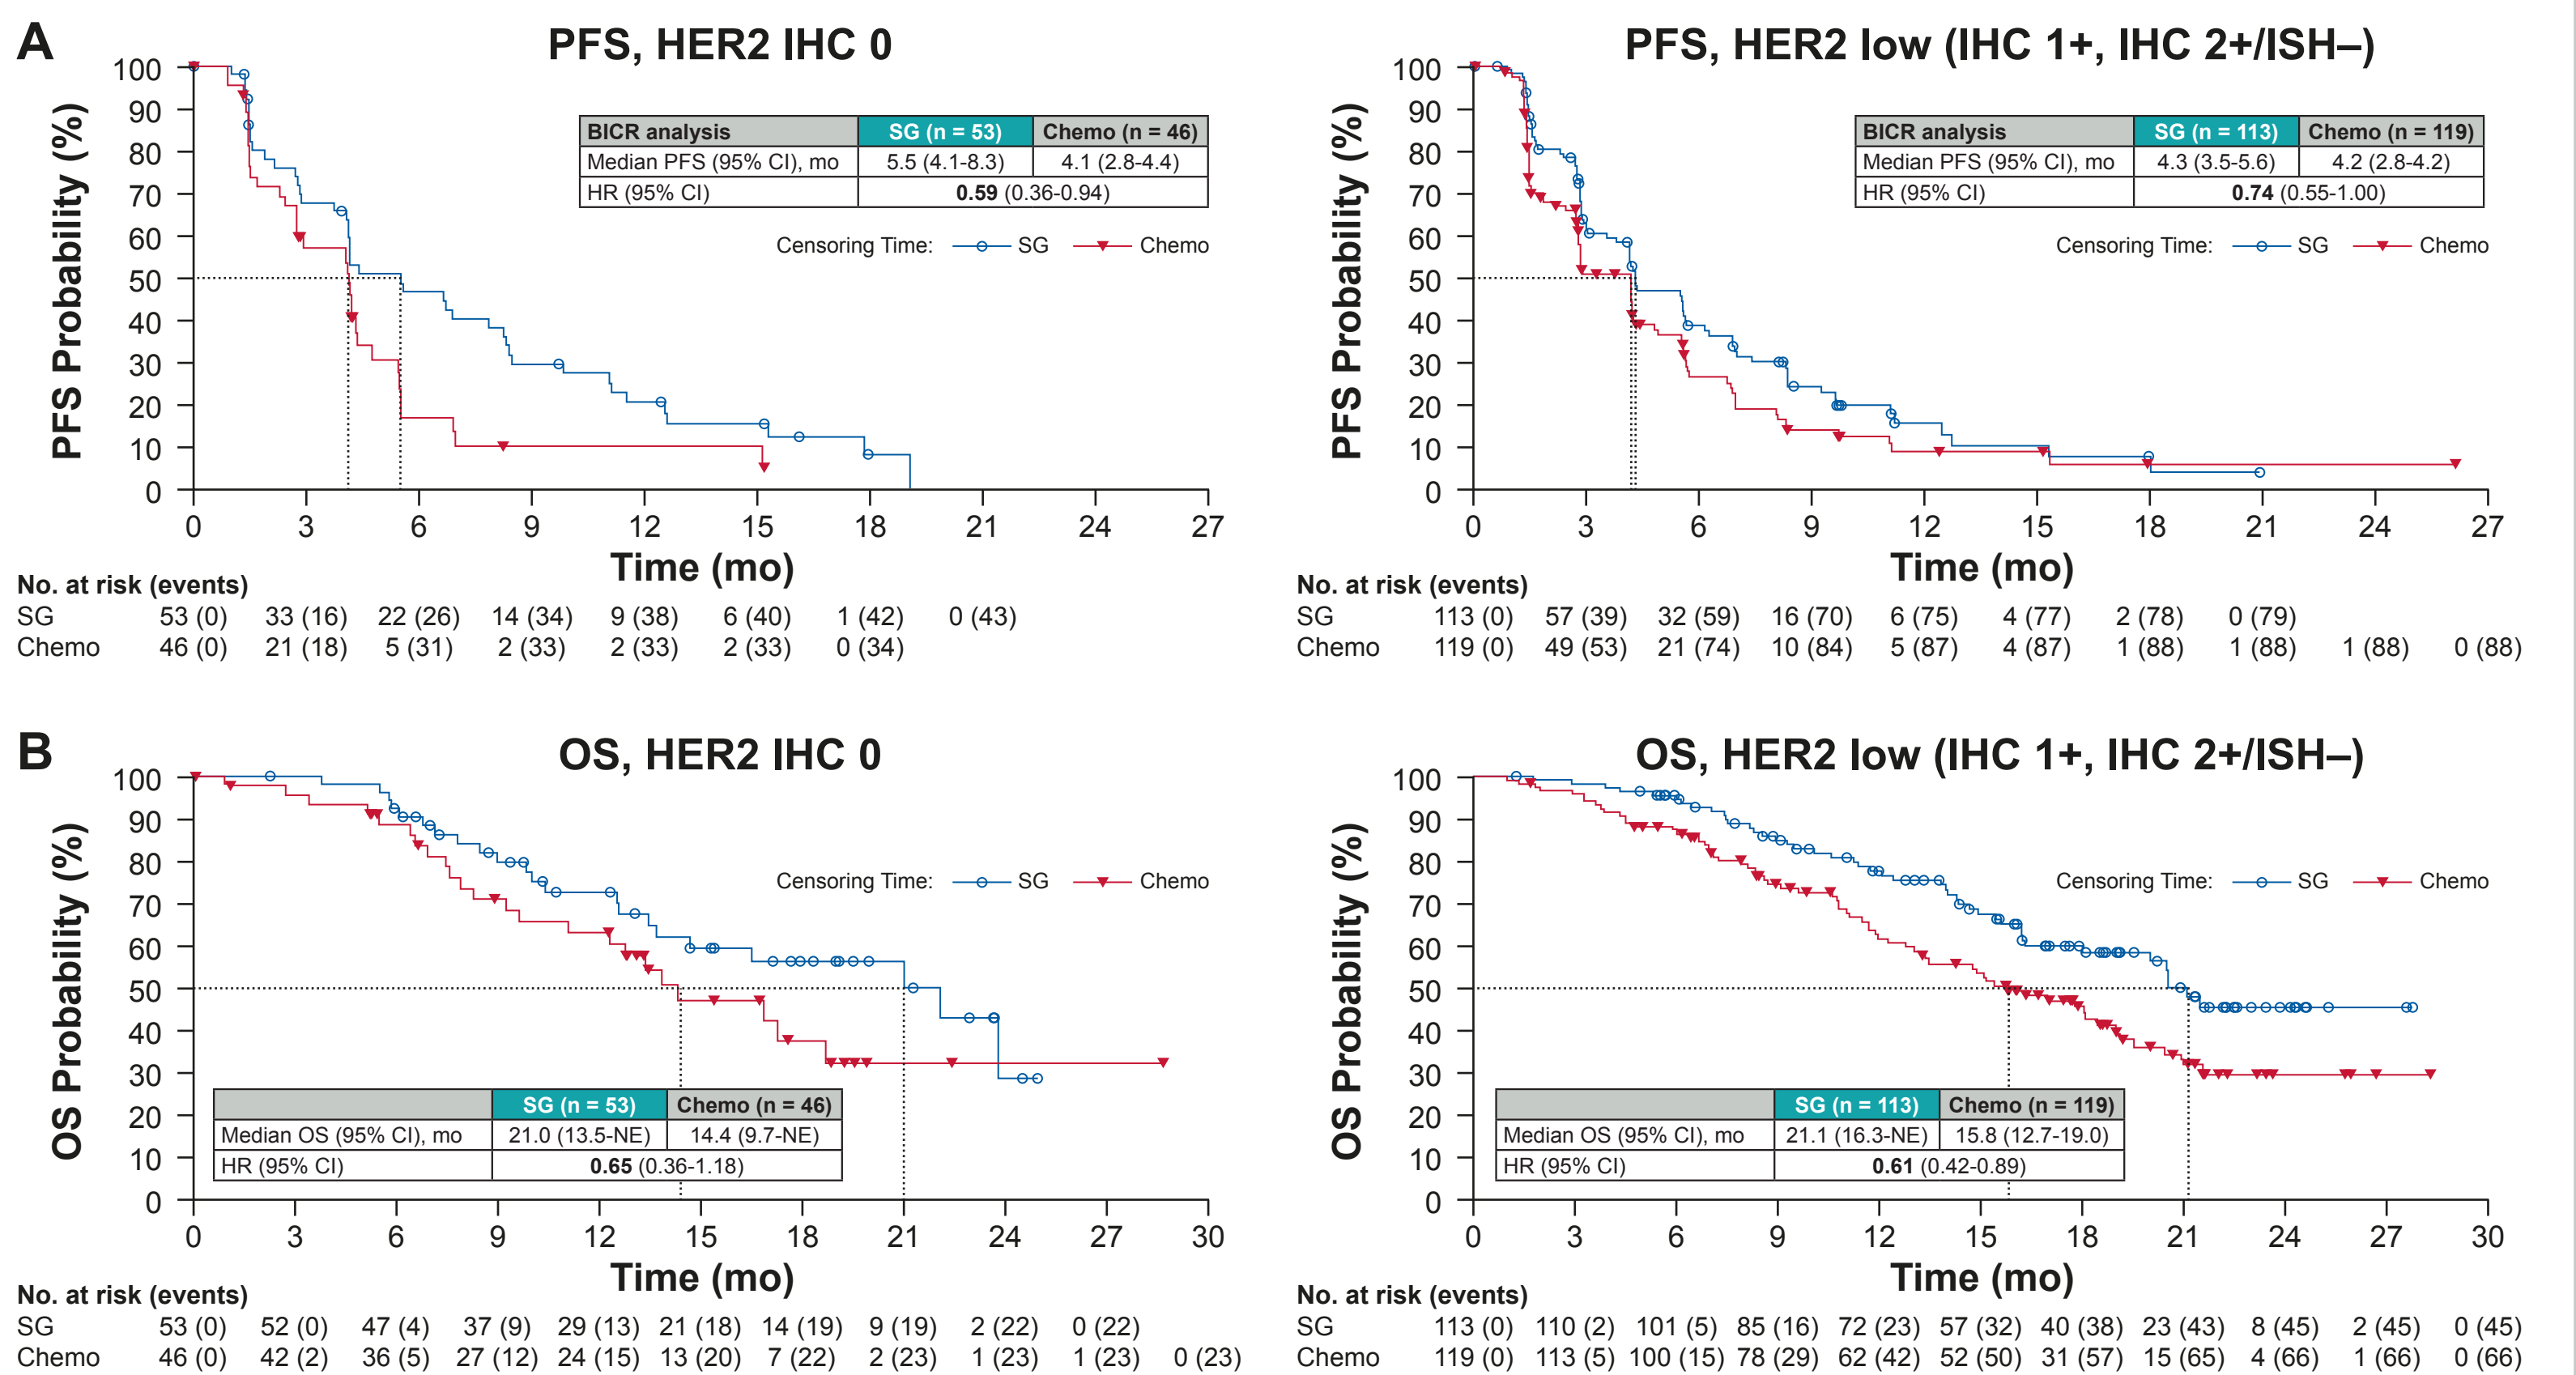 A
PFS, HER2 IHC 0
PFS Probability (%)
100
90
80
70
60
50
40
30
20
10
0
BICR analysis SG (n = 53) Chemo (n = 46)
Median PFS (95% CI), mo 5.5 (4.1-8.3) 4.1 (2.8-4.4)
HR (95% CI) 0.59 (0.36-0.94)
Censoring Time: SG Chemo
0 3 6 9 12 15 18 21 24 27
Time (mo)
No. at risk (events)
SG 53 (0) 33 (16) 22 (26) 14 (34) 9 (38) 6 (40) 1 (42) 0 (43)
Chemo 46 (0) 21 (18) 5 (31) 2 (33) 2 (33) 2 (33) 0 (34)
PFS, HER2 low (IHC 1+, IHC 2+/ISH–)
PFS Probability (%)
100
90
80
70
60
50
40
30
20
10
0
BICR analysis SG (n = 113) Chemo (n = 119)
Median PFS (95% CI), mo 4.3 (3.5-5.6) 4.2 (2.8-4.2)
HR (95% CI) 0.74 (0.55-1.00)
Censoring Time: SG Chemo
0 3 6 9 12 15 18 21 24 27
Time (mo)
No. at risk (events)
SG 113 (0) 57 (39) 32 (59) 16 (70) 6 (75) 4 (77) 2 (78) 0 (79)
Chemo 119 (0) 49 (53) 21 (74) 10 (84) 5 (87) 4 (87) 1 (88) 1 (88) 1 (88) 0 (88)
B
OS, HER2 IHC 0
OS Probability (%)
100
90
80
70
60
50
40
30
20
10
0
Censoring Time: SG Chemo
SG (n = 53) Chemo (n = 46)
Median OS (95% CI), mo 21.0 (13.5-NE) 14.4 (9.7-NE)
HR (95% CI) 0.65 (0.36-1.18)
0 3 6 9 12 15 18 21 24 27 30
Time (mo)
No. at risk (events)
SG 53 (0) 52 (0) 47 (4) 37 (9) 29 (13) 21 (18) 14 (19) 9 (19) 2 (22) 0 (22)
Chemo 46 (0) 42 (2) 36 (5) 27 (12) 24 (15) 13 (20) 7 (22) 2 (23) 1 (23) 1 (23) 0 (23)
OS, HER2 low (IHC 1+, IHC 2+/ISH–)
OS Probability (%)
100
90
80
70
60
50
40
30
20
10
0
Censoring Time: SG Chemo
SG (n = 113) Chemo (n = 119)
Median OS (95% CI), mo 21.1 (16.3-NE) 15.8 (12.7-19.0)
HR (95% CI) 0.61 (0.42-0.89)
0 3 6 9 12 15 18 21 24 27 30
Time (mo)
No. at risk (events)
SG 113 (0) 110 (2) 101 (5) 85 (16) 72 (23) 57 (32) 40 (38) 23 (43) 8 (45) 2 (45) 0 (45)
Chemo 119 (0) 113 (5) 100 (15) 78 (29) 62 (42) 52 (50) 31 (57) 15 (65) 4 (66) 1 (66) 0 (66)